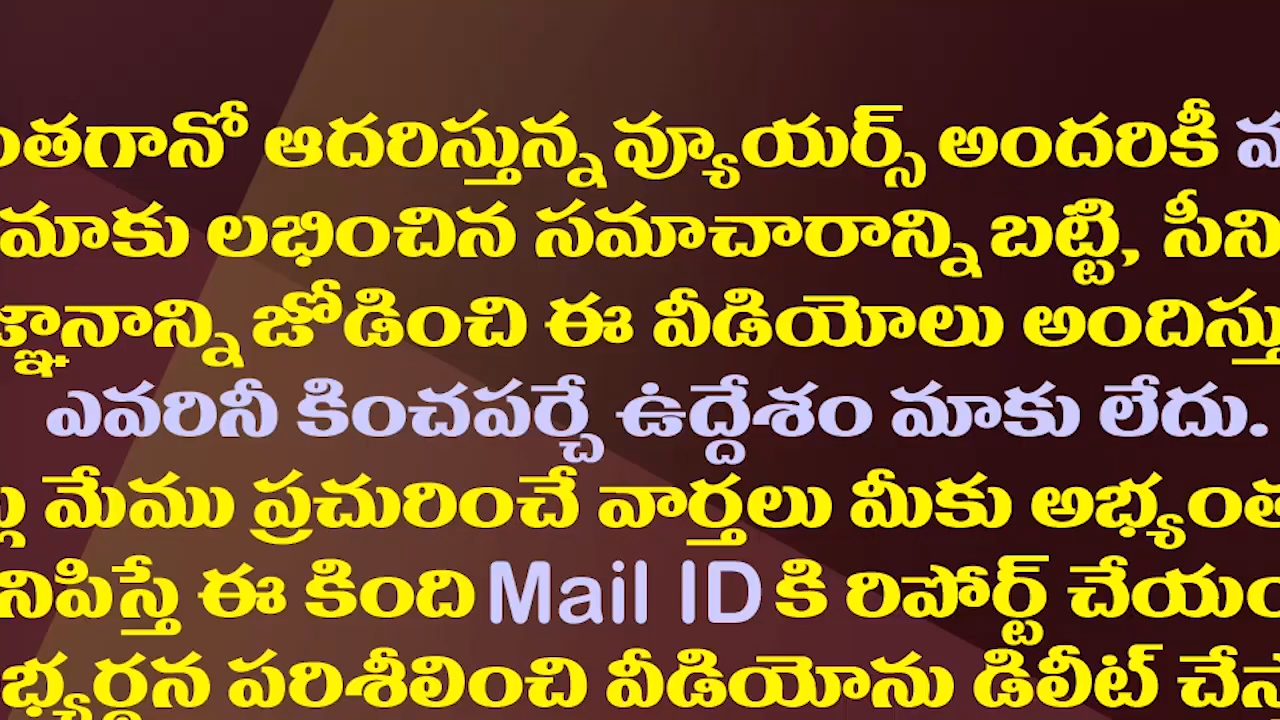 ంతగానో ఆదరిస్తున్న వ్యూయర్స్ అందరికీ
మాకు లభించిన సమాచారాన్ని బట్టి, సీని
జ్ఞానాన్ని జోడించి ఈ వీడియోలు అందిస్తు
ఎవరినీ కించపర్చే ఉద్దేశం మాకు లేదు.
మేము ప్రచురించే వార్తలు మీకు అభ్యంత
నిపిస్తే ఈ కింది Mail ID కి రిపోర్ట్ చేయం
భ్యర్థన పరిశీలించి వీడియోను డిలీట్ చేస